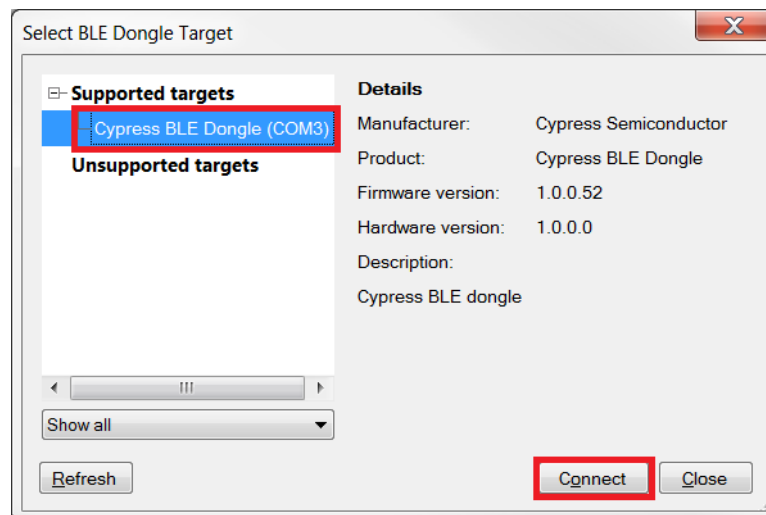 Select BLE Dongle Target
Supported targets
Cypress BLE Dongle (COM3)
Unsupported targets
Show all
Refresh
Details
Manufacturer: Cypress Semiconductor
Product: Cypress BLE Dongle
Firmware version: 1.0.0.52
Hardware version: 1.0.0.0
Description:
Cypress BLE dongle
Connect
Close